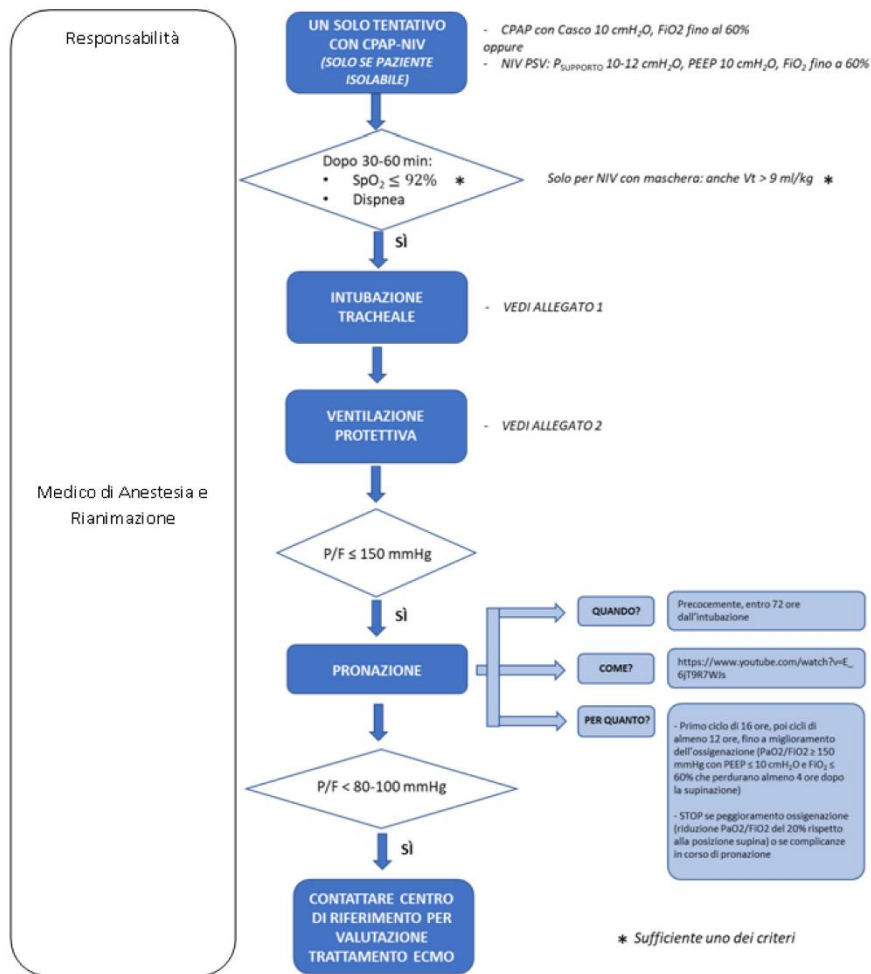 Responsabilità
Medico di Anestesia e
Rianimazione
UN SOLO TENTATIVO
CON CPAP-NIV
(SOLO SE PAZIENTE
ISOLABILE)
- CPAP con Casco 10 cmH₂O, FiO2 fino al 60%
oppure
- NIV PSV: P_SUPPORTO 10-12 cmH₂O, PEEP 10 cmH₂O, FiO₂ fino a 60%
Dopo 30-60 min:
• SpO₂ ≤ 92% *
• Dispnea
Solo per NIV con maschera: anche Vt > 9 ml/kg *
SÌ
INTUBAZIONE
TRACHEALE
- VEDI ALLEGATO 1
VENTILAZIONE
PROTETTIVA
- VEDI ALLEGATO 2
P/F ≤ 150 mmHg
SÌ
PRONAZIONE
QUANDO?
Precocemente, entro 72 ore
dall'intubazione
COME?
https://www.youtube.com/watch?v=E_
6jT9R7WJs
PER QUANTO?
- Primo ciclo di 16 ore, poi cicli di
almeno 12 ore, fino a miglioramento
dell'ossigenazione (PaO2/FiO2 ≥ 150
mmHg con PEEP ≤ 10 cmH₂O e FiO₂ ≤
60% che perdurano almeno 4 ore dopo
la supinazione)
- STOP se peggioramento ossigenazione
(riduzione PaO2/FiO2 del 20% rispetto
alla posizione supina) o se complicanze
in corso di pronazione
P/F < 80-100 mmHg
SÌ
CONTATTARE CENTRO
DI RIFERIMENTO PER
VALUTAZIONE
TRATTAMENTO ECMO
* Sufficiente uno dei criteri